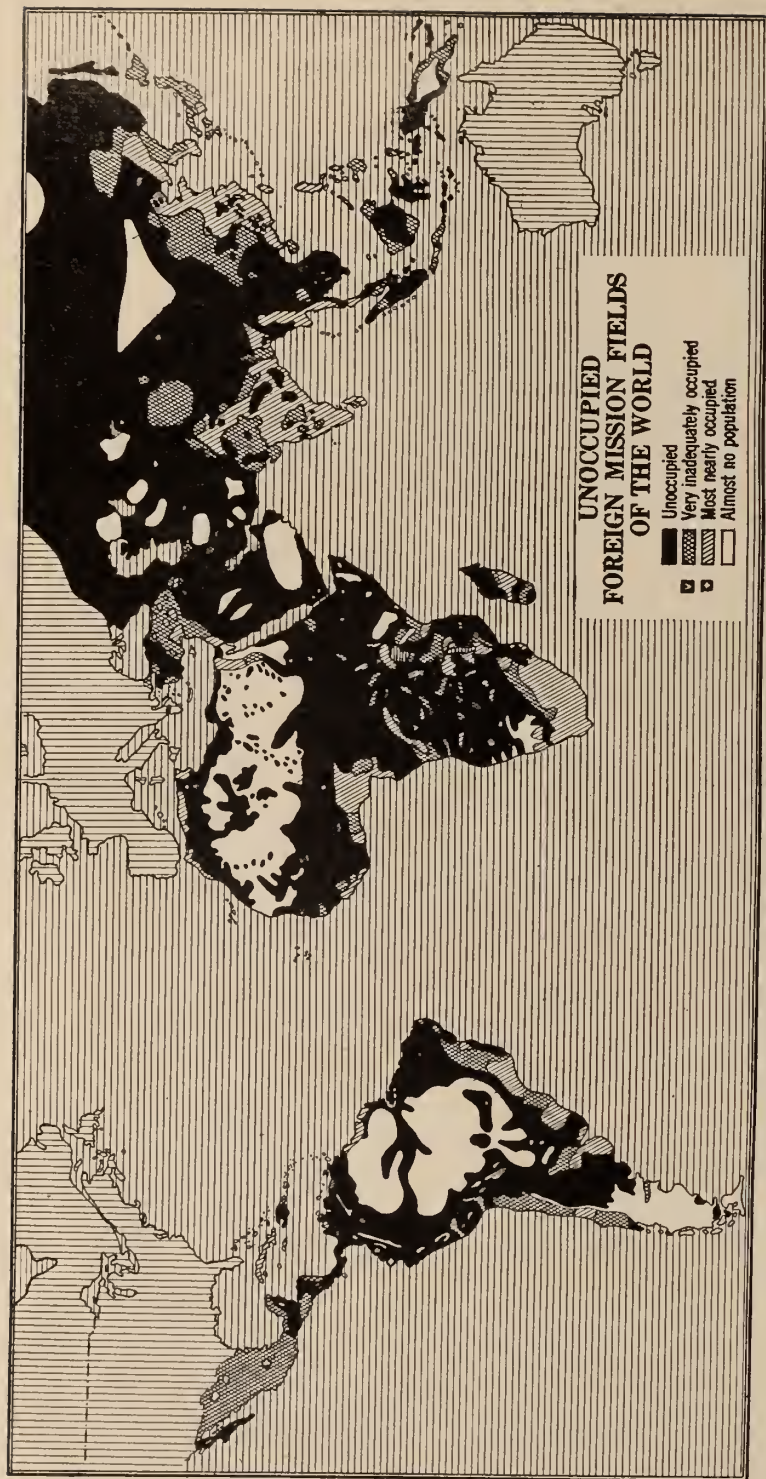 UNOCCUPIED
FOREIGN MISSION FIELDS
OF THE WORLD
Unoccupied
V Very inadequately occupied
Most nearly occupied
Almost no population